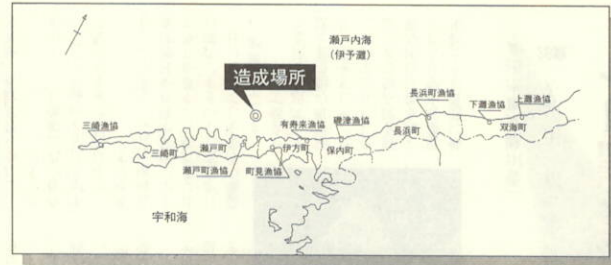 瀬戸内海
(伊予灘)
造成場所
長浜町漁協
下灘漁協
上灘漁協
三崎漁協
有寿来漁協
磯津漁協
三崎町
瀬戸町
伊方町
保内町
長浜町
双海町
瀬戸町漁協
町見漁協
宇和海